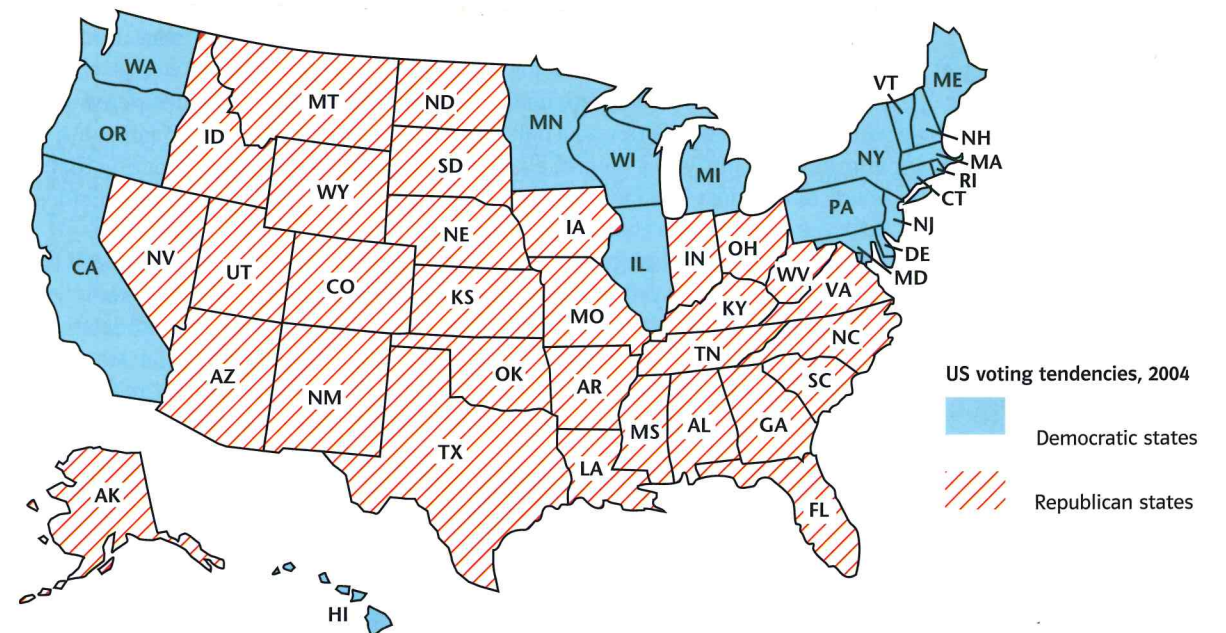 WA
MT
ND
MN
VT
ME
OR
ID
NH
WI
NY
MA
SD
MI
RI
WY
CT
PA
IA
NJ
NE
OH
NV
IN
DE
CA
UT
IL
WV
MD
CO
KS
VA
MO
KY
NC
TN
AZ
OK
SC
US voting tendencies, 2004
NM
AR
MS
AL
GA
Democratic states
TX
LA
AK
FL
Republican states
HI